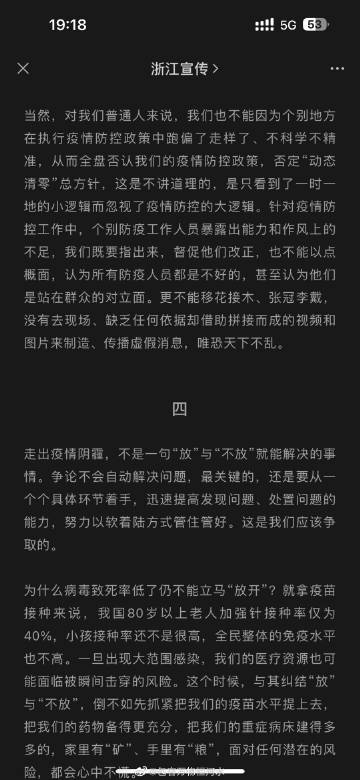 19:18
5G
53
浙江宣传
当然，对我们普通人来说，我们也不能因为个别地方
在执行疫情防控政策中跑偏了走样了、不科学不精
准，从而全盘否认我们的疫情防控政策，否定“动态
清零”总方针，这是不讲道理的，是只看到了一时一
地的小逻辑而忽视了疫情防控的大逻辑。针对疫情防
控工作中，个别防疫工作人员暴露出能力和作风上的
不足，我们既要指出来，督促他们改正，也不能以点
概面，认为所有防疫人员都是不好的，甚至认为他们
是站在群众的对立面。更不能移花接木、张冠李戴，
没有去现场、缺乏任何依据却借助拼接而成的视频和
图片来制造、传播虚假消息，唯恐天下不乱。
四
走出疫情阴霾，不是一句“放”与“不放”就能解决的事
情。争论不会自动解决问题，最关键的，还是要从一
个个具体环节着手，迅速提高发现问题、处置问题的
能力，努力以软着陆方式管住管好。这是我们应该争
取的。
为什么病毒致死率低了仍不能立马“放开”？就拿疫苗
接种来说，我国80岁以上老人加强针接种率仅为
40%，小孩接种率还不是很高，全民整体的免疫水平
也不高。一旦出现大范围感染，我们的医疗资源也可
能面临被瞬间击穿的风险。这个时候，与其纠结“放”
与“不放”，倒不如先抓紧把我们的疫苗水平提上去，
把我们的药物备得更充分，把我们的重症病床建得多
多的，家里有“矿”、手里有“粮”，面对任何潜在的风
险，都会心中不慌。